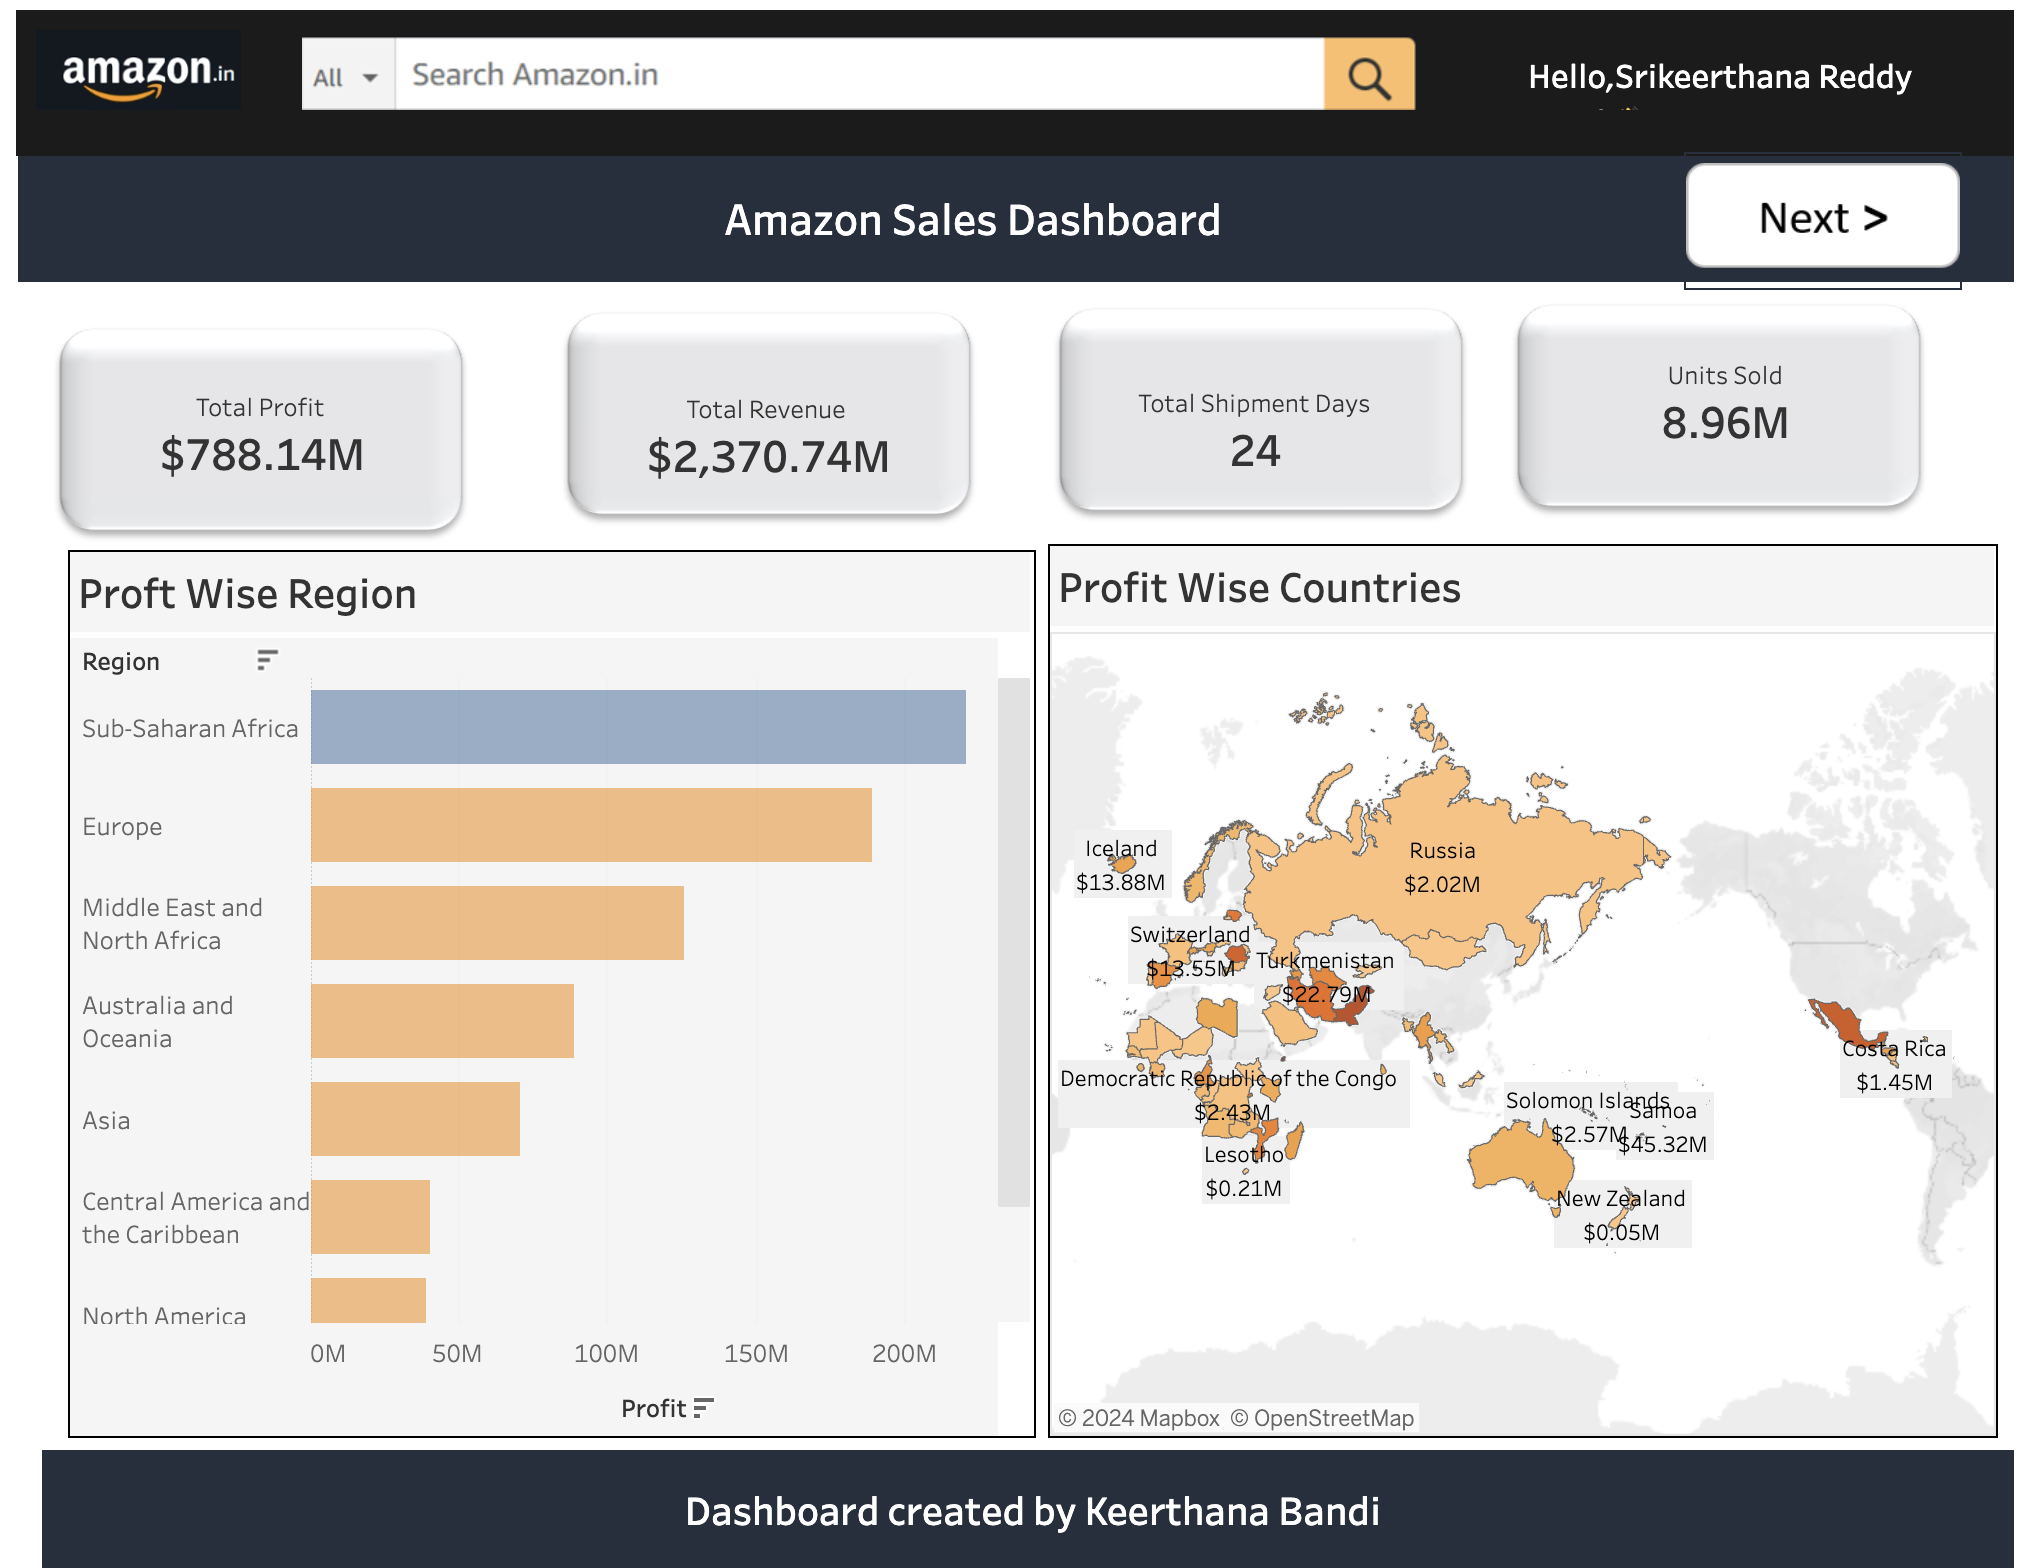 amazon.in
All
Search Amazon.in
Hello,Srikeerthana Reddy
Amazon Sales Dashboard
Next >
Total Profit
$788.14M
Total Revenue
$2,370.74M
Total Shipment Days
24
Units Sold
8.96M
Proft Wise Region
Region
Sub-Saharan Africa
Europe
Middle East and
North Africa
Australia and
Oceania
Asia
Central America and
the Caribbean
North America
0M
50M
100M
150M
200M
Profit
Profit Wise Countries
Iceland
$13.88M
Russia
$2.02M
Switzerland
$13.55M
Turkmenistan
$22.79M
Democratic Republic of the Congo
$2.43M
Lesotho
$0.21M
Costa Rica
$1.45M
Solomon Islands
$2.57M
Samoa
$45.32M
New Zealand
$0.05M
© 2024 Mapbox © OpenStreetMap
Dashboard created by Keerthana Bandi